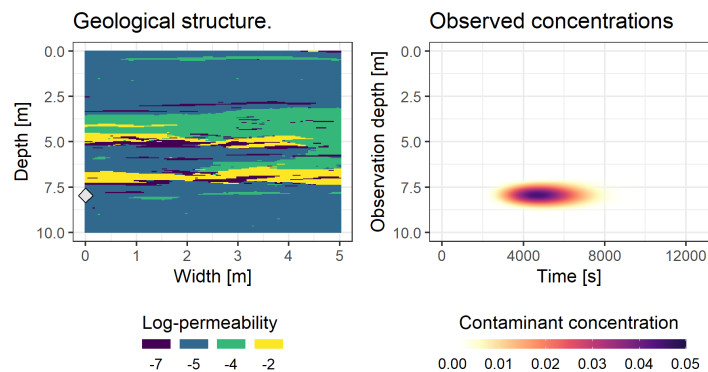 Geological structure.
Observed concentrations
Depth [m]
0.0
2.5
5.0
7.5
10.0
0 1 2 3 4 5
Width [m]
Observation depth [m]
0.0
2.5
5.0
7.5
10.0
0 4000 8000 12000
Time [s]
Log-permeability
-7 -5 -4 -2
Contaminant concentration
0.00 0.01 0.02 0.03 0.04 0.05